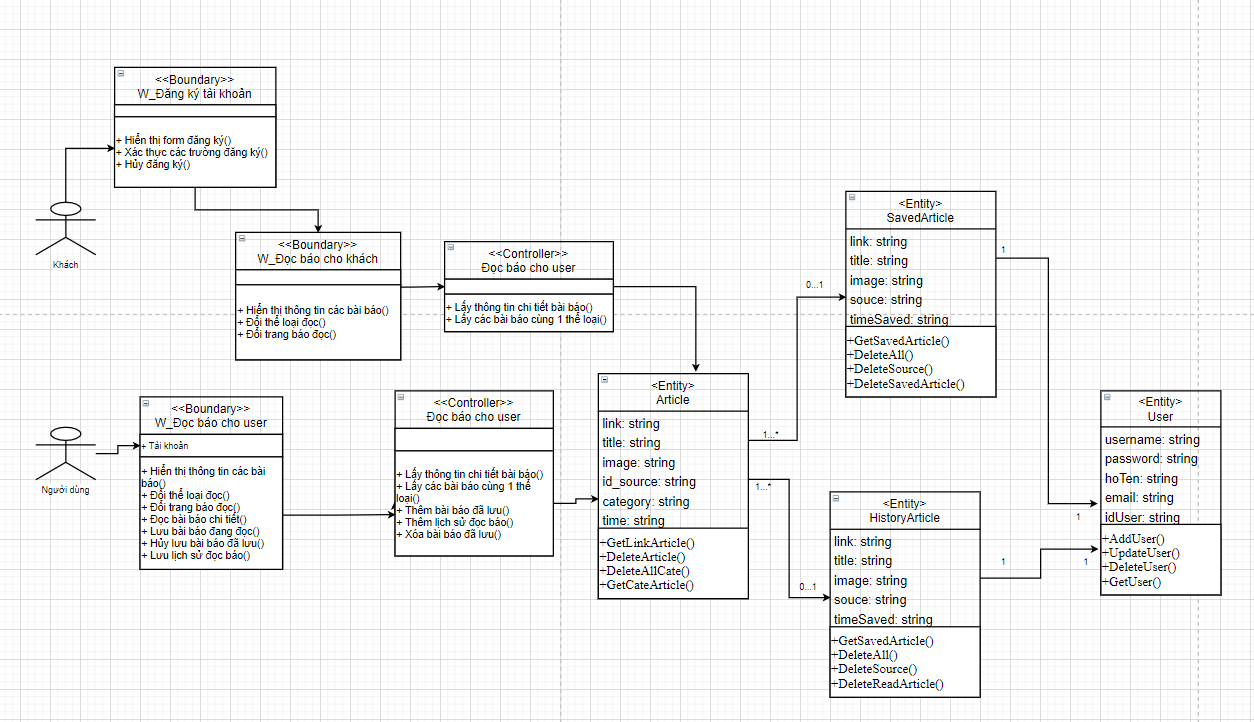 <<Boundary>>
W_Đăng ký tài khoản
+ Hiển thị form đăng ký()
+ Xác thực các trường đăng ký()
+ Hủy đăng ký()
Khách
<<Boundary>>
W_Đọc báo cho khách
+ Hiển thị thông tin các bài báo()
+ Đổi thể loại đọc()
+ Đổi trang báo đọc()
<<Controller>>
Đọc báo cho user
+ Lấy thông tin chi tiết bài báo()
+ Lấy các bài báo cùng 1 thể loại()
Người dùng
<<Boundary>>
W_Đọc báo cho user
+ Tài khoản
+ Hiển thị thông tin các bài
báo()
+ Đổi thể loại đọc()
+ Đổi trang báo đọc()
+ Đọc bài báo chi tiết()
+ Lưu bài báo đang đọc()
+ Hủy lưu bài báo đã lưu()
+ Lưu lịch sử đọc báo()
<<Controller>>
Đọc báo cho user
+ Lấy thông tin chi tiết bài báo()
+ Lấy các bài báo cùng 1 thể
loại()
+ Thêm bài báo đã lưu()
+ Thêm lịch sử đọc báo()
+ Xóa bài báo đã lưu()
<Entity>
Article
link: string
title: string
image: string
id_source: string
category: string
time: string
+GetLinkArticle()
+DeleteArticle()
+DeleteAllCate()
+GetCateArticle()
1...*
0...1
1...*
0...1
<Entity>
SavedArticle
link: string
title: string
image: string
souce: string
timeSaved: string
+GetSavedArticle()
+DeleteAll()
+DeleteSource()
+DeleteSavedArticle()
1
1
<Entity>
HistoryArticle
link: string
title: string
image: string
souce: string
timeSaved: string
+GetSavedArticle()
+DeleteAll()
+DeleteSource()
+DeleteReadArticle()
1
1
<Entity>
User
username: string
password: string
hoTen: string
email: string
idUser: string
+AddUser()
+UpdateUser()
+DeleteUser()
+GetUser()